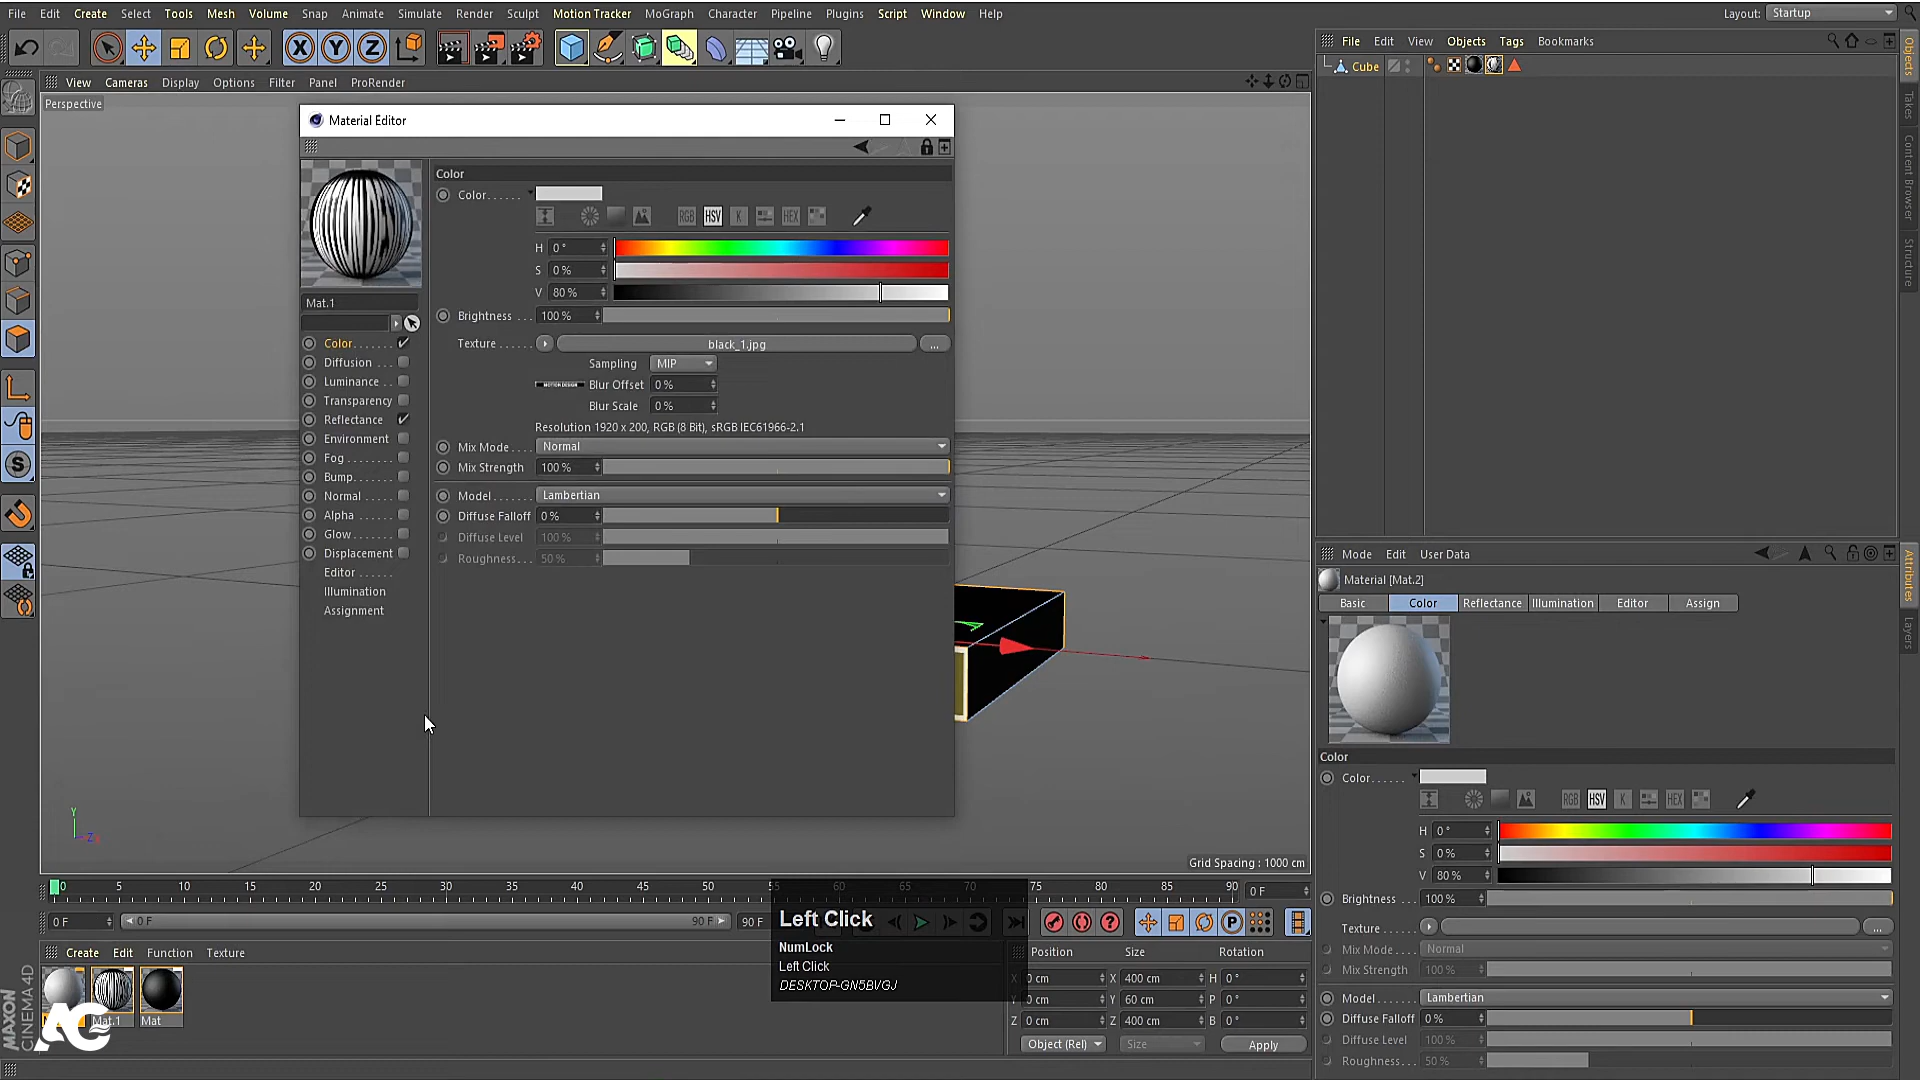 File Edit Create Select Tools Mesh Volume Snap Animate Simulate Render Sculpt Motion Tracker MoGraph Character Pipeline Plugins Script Window Help Layout: Startup
X Y Z
File Edit View Objects Tags Bookmarks
Cube
View Cameras Display Options Filter Panel ProRender
Perspective
Material Editor
Color
Color
RGB HSV K HEX
H 0 °
S 0 %
V 80 %
Mat.1
Brightness 100 %
Texture black_1.jpg ...
Sampling MIP
MOTION DESIGN Blur Offset 0 %
Blur Scale 0 %
Resolution 1920 x 200, RGB (8 Bit), sRGB IEC61966-2.1
Mix Mode Normal
Mix Strength 100 %
Model Lambertian
Diffuse Falloff 0 %
Diffuse Level 100 %
Roughness 50 %
Color
Diffusion
Luminance
Transparency
Reflectance
Environment
Fog
Bump
Normal
Alpha
Glow
Displacement
Editor
Illumination
Assignment
Y
Z
Grid Spacing : 1000 cm
Objects
Takes
Content Browser
Structure
Mode Edit User Data
Material [Mat.2]
Basic Color Reflectance Illumination Editor Assign
Attributes
Layers
Color
Color
RGB HSV K HEX
H 0 °
S 0 %
V 80 %
Brightness 100 %
Texture ...
Mix Mode Normal
Mix Strength 100 %
Model Lambertian
Diffuse Falloff 0 %
Diffuse Level 100 %
Roughness 50 %
0 5 10 15 20 25 30 35 40 45 50 55 60 65 70 75 80 85 90 0 F
0 F 0 F 90 F 90 F
Left Click
NumLock
Left Click
DESKTOP-GN5BVGJ
Create Edit Function Texture
Mat.1 Mat
MAXON
CINEMA4D
AG
Position Size Rotation
X 0 cm X 400 cm H 0 °
Y 0 cm Y 60 cm P 0 °
Z 0 cm Z 400 cm B 0 °
Object (Rel) Size Apply